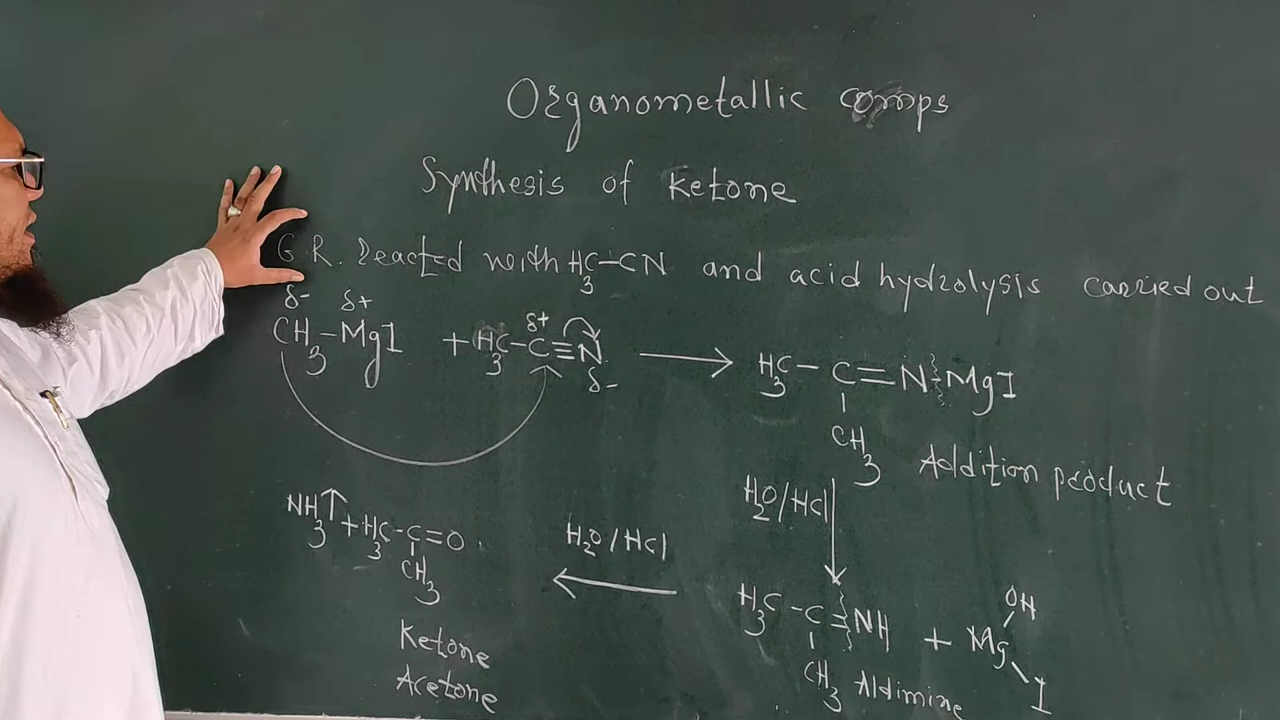 Organometallic comps
Synthesis of Ketone
G.R. Reacted with H3C-CN and acid hydrolysis carried out
δ- δ+ δ+
CH3-MgI + H3C-C≡N ⟶ H3C-C=N-MgI
δ-
CH3
Addition product
H2O/HCl
NH3↑ + H3C-C=O
CH3
H2O/HCl
⟵
H3C-C=NH + Mg
OH
I
CH3
Aldimine
Ketone
Acetone